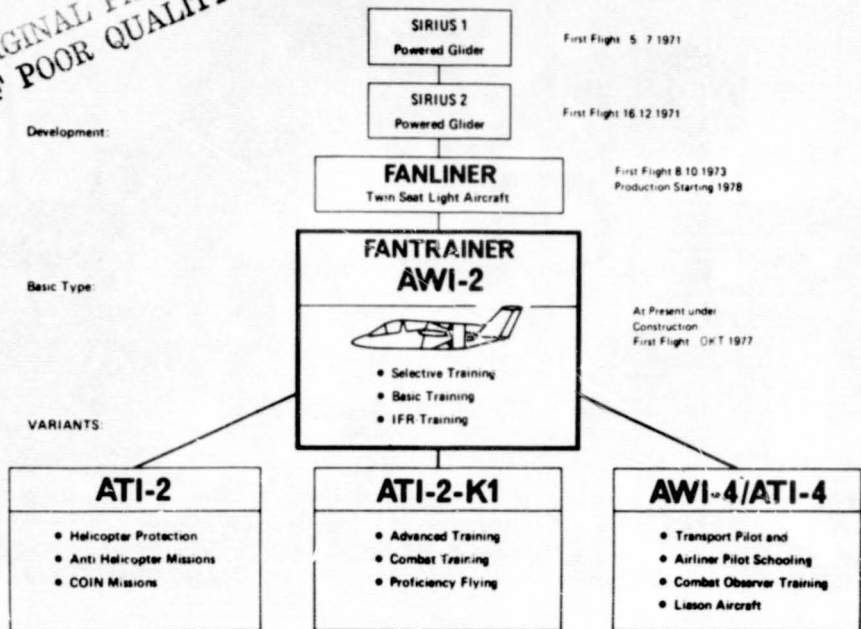 POOR QUALITY
SIRIUS 1
Powered Glider
First Flight 5. 7 1971
SIRIUS 2
Powered Glider
First Flight 16.12.1971
Development:
FANLINER
Twin Seat Light Aircraft
First Flight 8.10.1973
Production Starting 1978
Basic Type:
FANTRAINER
AWI-2
At Present under
Construction
First Flight OKT 1977
• Selective Training
• Basic Training
• IFR-Training
VARIANTS:
ATI-2
• Helicopter Protection
• Anti Helicopter Missions
• COIN Missions
ATI-2-K1
• Advanced Training
• Combat Training
• Proficiency Flying
AWI-4/ATI-4
• Transport Pilot and
• Airliner Pilot Schooling
• Combat Observer Training
• Liason Aircraft